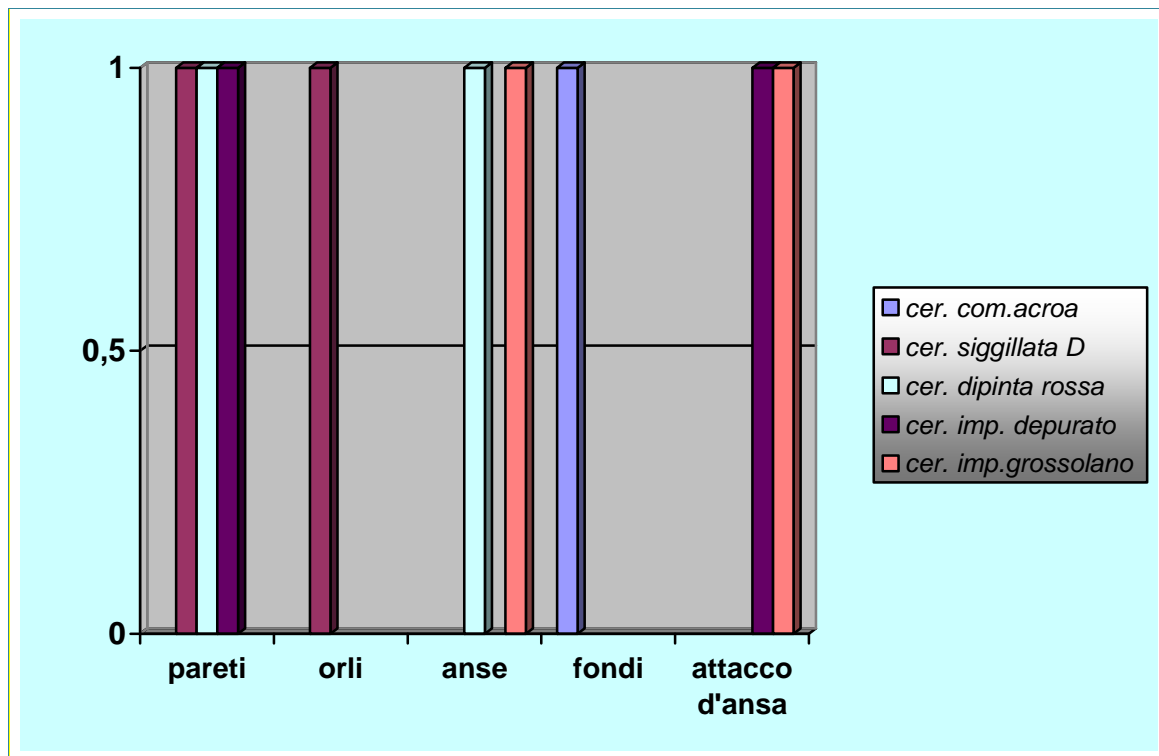 1
0,5
0
pareti
orli
anse
fondi
attacco
d'ansa
cer. com.acroa
cer. siggillata D
cer. dipinta rossa
cer. imp. depurato
cer. imp.grossolano